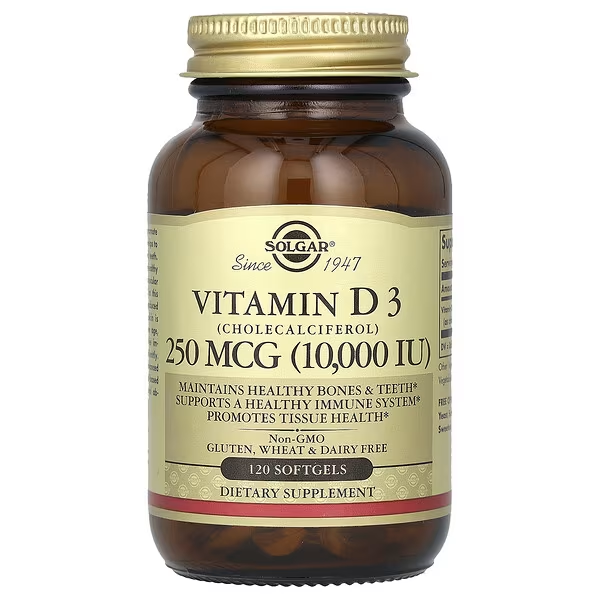 SOLGAR®
Since 1947
VITAMIN D 3
(CHOLECALCIFEROL)
250 MCG (10,000 IU)
MAINTAINS HEALTHY BONES & TEETH*
SUPPORTS A HEALTHY IMMUNE SYSTEM*
PROMOTES TISSUE HEALTH*
Non-GMO
GLUTEN, WHEAT & DAIRY FREE
120 SOFTGELS
DIETARY SUPPLEMENT